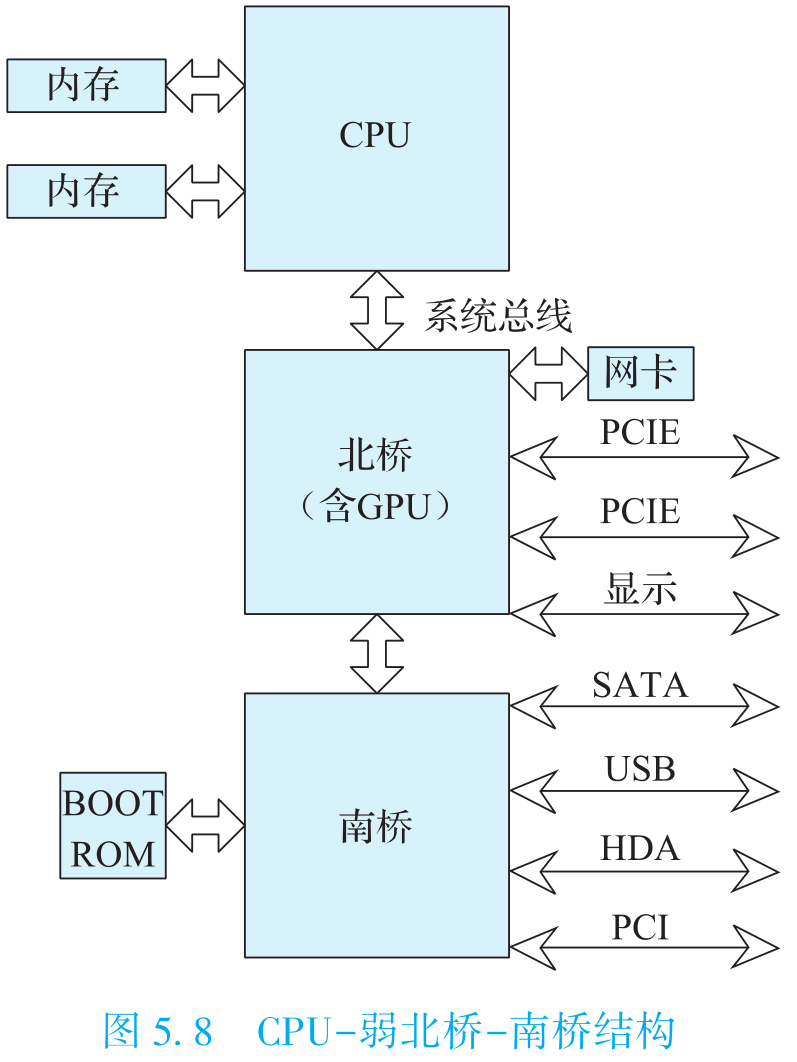 内存
CPU
内存
系统总线
网卡
北桥
（含GPU）
PCIE
PCIE
显示
SATA
USB
BOOT
ROM
南桥
HDA
PCI
图 5.8 CPU-弱北桥-南桥结构